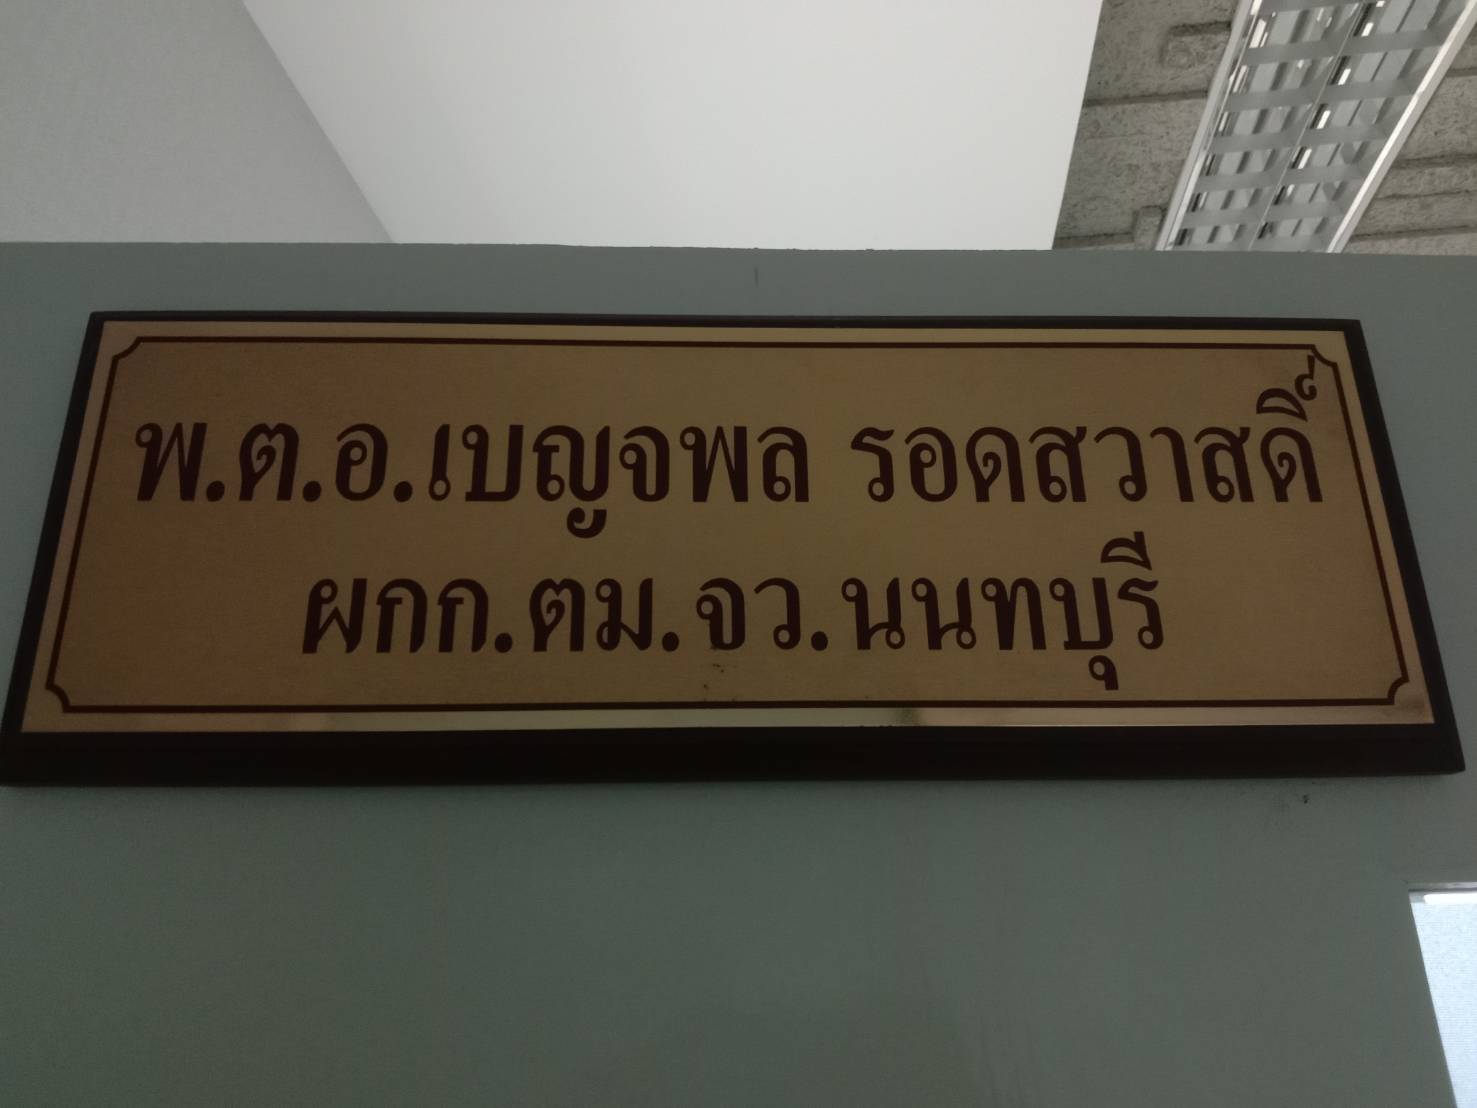 พ.ต.อ.เบญจพล รอดสวาสดิ์
ผกก.ตม.จว.นนทบุรี